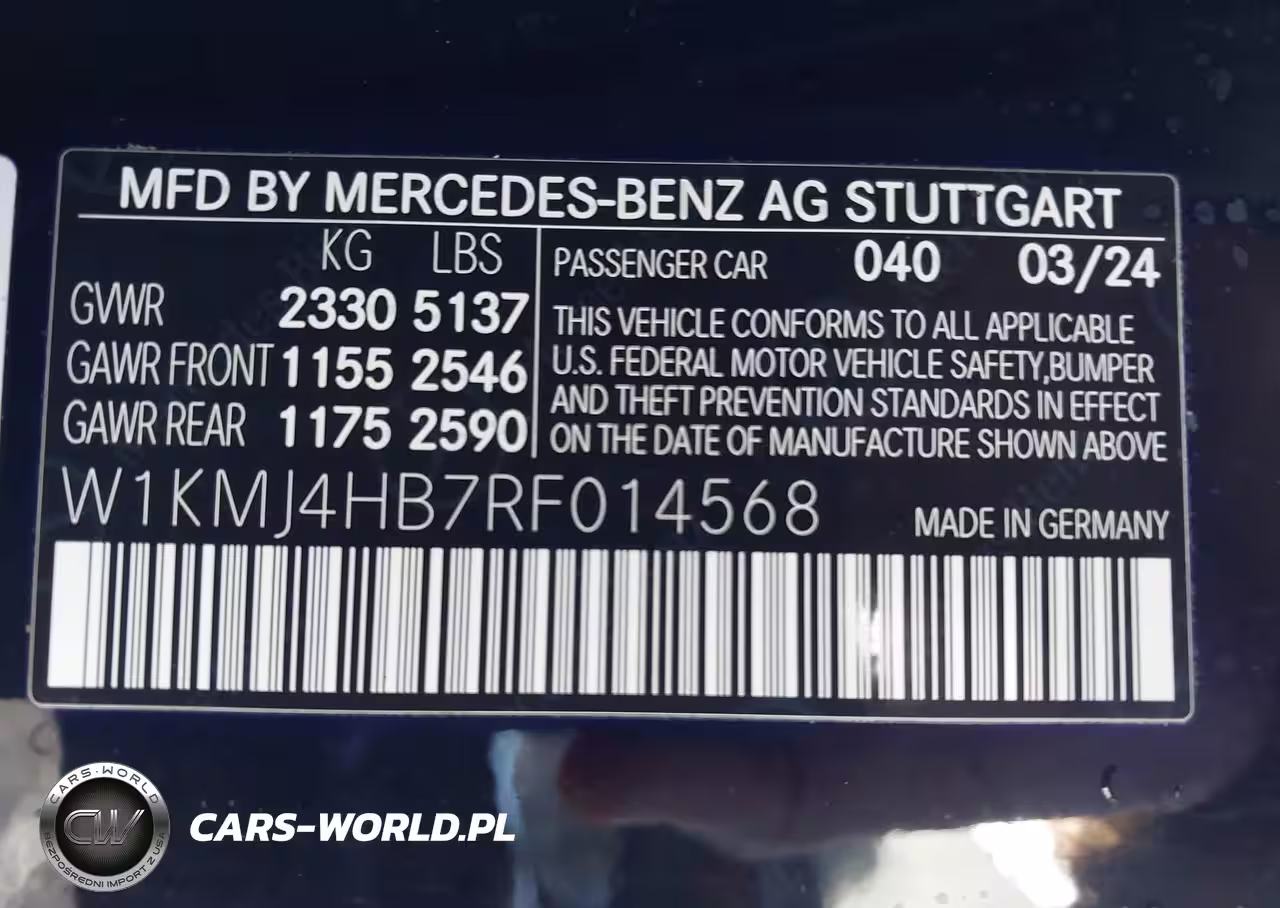 MFD BY MERCEDES-BENZ AG STUTTGART
KG LBS
GVWR 2330 5137
GAWR FRONT 1155 2546
GAWR REAR 1175 2590
PASSENGER CAR 040 03/24
THIS VEHICLE CONFORMS TO ALL APPLICABLE
U.S. FEDERAL MOTOR VEHICLE SAFETY,BUMPER
AND THEFT PREVENTION STANDARDS IN EFFECT
ON THE DATE OF MANUFACTURE SHOWN ABOVE
W1KMJ4HB7RF014568
MADE IN GERMANY
CARS-WORLD
CW
BEZPOŚREDNI IMPORT Z USA
CARS-WORLD.PL